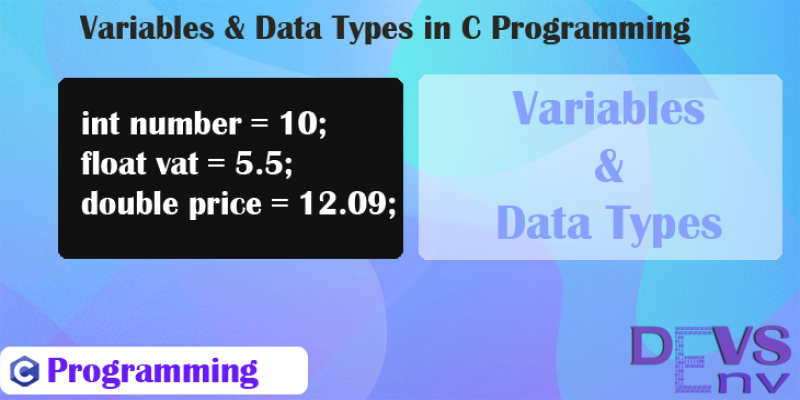 Variables & Data Types in C Programming
int number = 10;
float vat = 5.5;
double price = 12.09;
Variables
&
Data Types
C Programming
DEVS
Env